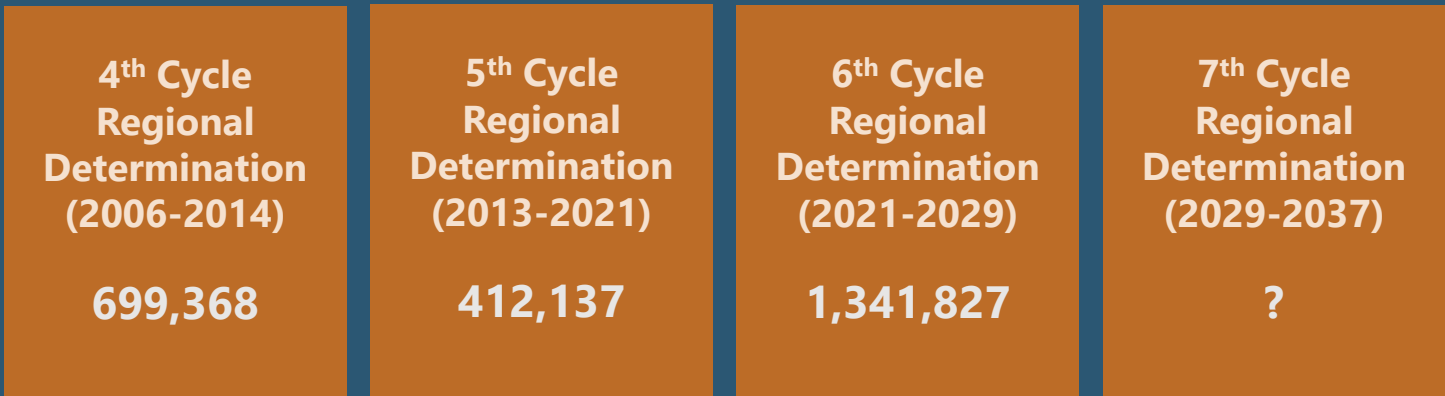 4th Cycle
Regional
Determination
(2006-2014)
699,368
5th Cycle
Regional
Determination
(2013-2021)
412,137
6th Cycle
Regional
Determination
(2021-2029)
1,341,827
7th Cycle
Regional
Determination
(2029-2037)
?